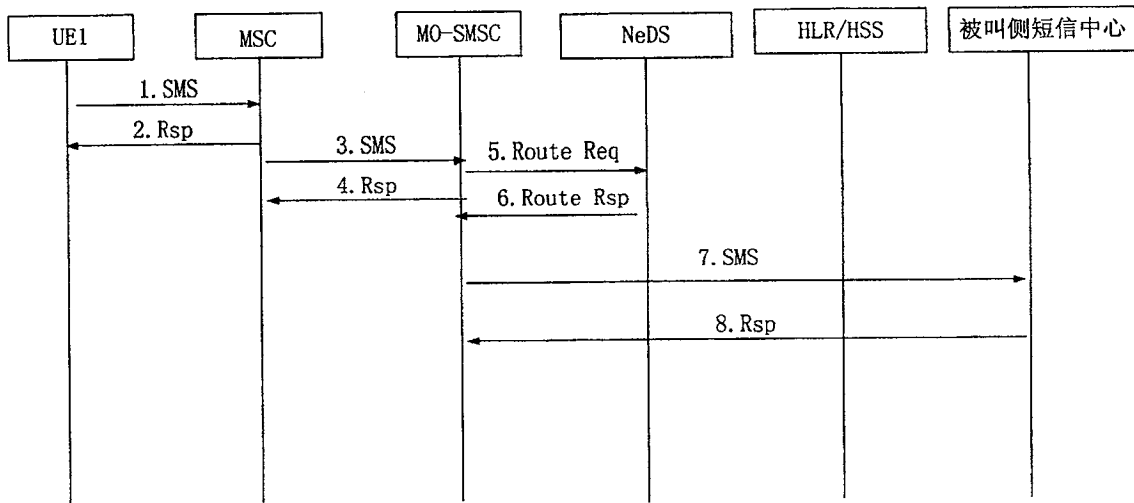 UE1
MSC
MO-SMSC
NeDS
HLR/HSS
被叫侧短信中心
1.SMS
2.Rsp
3.SMS
5.Route Req
4.Rsp
6.Route Rsp
7.SMS
8.Rsp